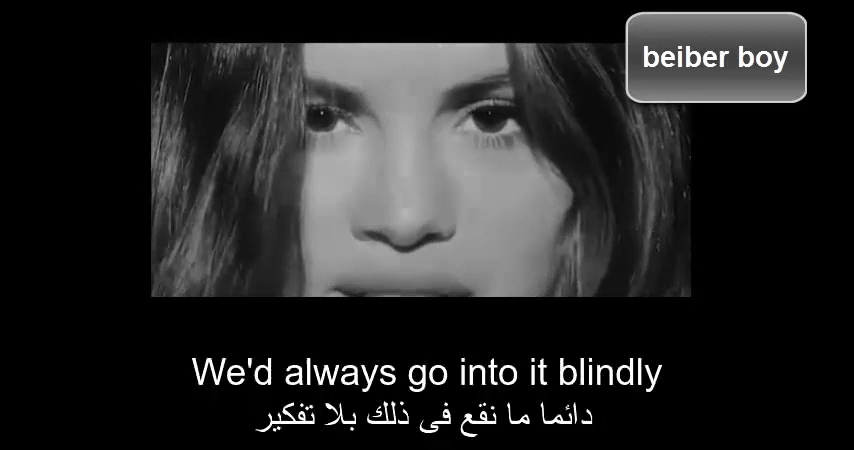 beiber boy
We'd always go into it blindly
دائما ما نقع فى ذلك بلا تفكير